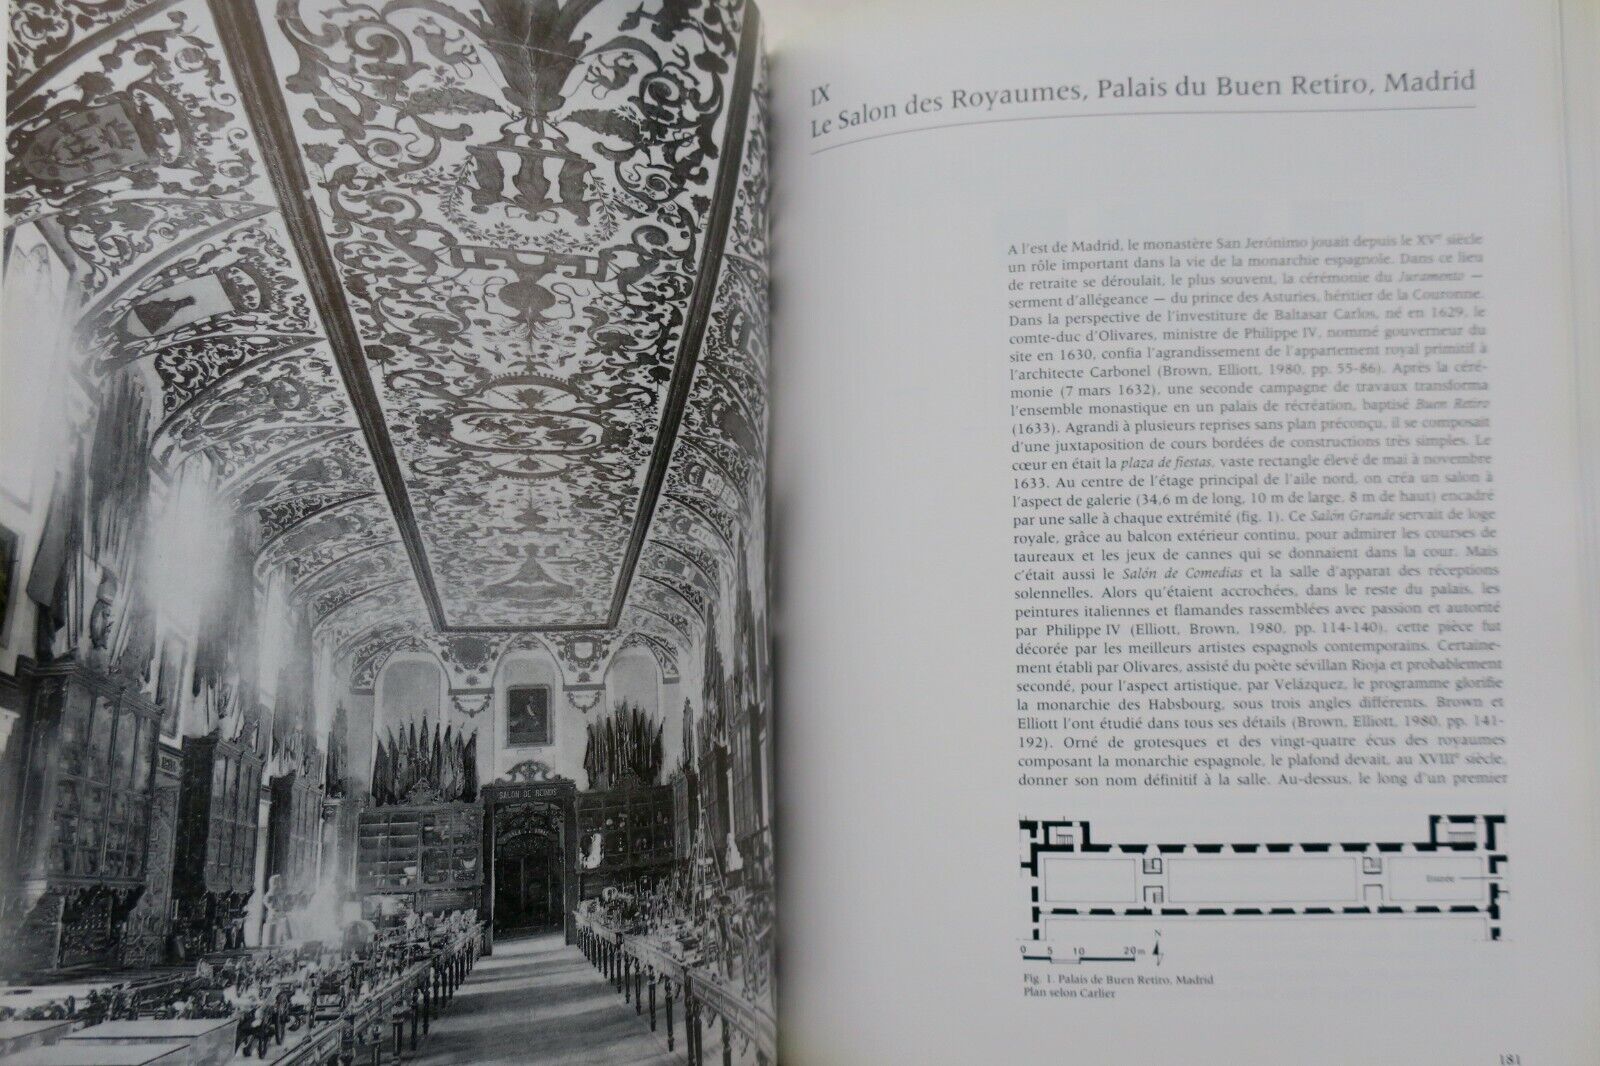 SALON DE REINOS
IX
Le Salon des Royaumes, Palais du Buen Retiro, Madrid
A l'est de Madrid, le monastère San Jerónimo jouait depuis le XVe siècle
un rôle important dans la vie de la monarchie espagnole. Dans ce lieu
de retraite se déroulait, le plus souvent, la cérémonie du Juramento —
serment d'allégeance — du prince des Asturies, héritier de la Couronne.
Dans la perspective de l'investiture de Baltasar Carlos, né en 1629, le
comte-duc d'Olivares, ministre de Philippe IV, nommé gouverneur du
site en 1630, confia l'agrandissement de l'appartement royal primitif à
l'architecte Carbonel (Brown, Elliott, 1980, pp. 55-86). Après la céré-
monie (7 mars 1632), une seconde campagne de travaux transforma
l'ensemble monastique en un palais de récréation, baptisé Buen Retiro
(1633). Agrandi à plusieurs reprises sans plan préconçu, il se composait
d'une juxtaposition de cours bordées de constructions très simples. Le
cœur en était la plaza de fiestas, vaste rectangle élevé de mai à novembre
1633. Au centre de l'étage principal de l'aile nord, on créa un salon à
l'aspect de galerie (34,6 m de long, 10 m de large, 8 m de haut) encadré
par une salle à chaque extrémité (fig. 1). Ce Salón Grande servait de loge
royale, grâce au balcon extérieur continu, pour admirer les courses de
taureaux et les jeux de cannes qui se donnaient dans la cour. Mais
c'était aussi le Salón de Comedias et la salle d'apparat des réceptions
solennelles. Alors qu'étaient accrochées, dans le reste du palais, les
peintures italiennes et flamandes rassemblées avec passion et autorité
par Philippe IV (Elliott, Brown, 1980, pp. 114-140), cette pièce fut
décorée par les meilleurs artistes espagnols contemporains. Certaine-
ment établi par Olivares, assisté du poète sévillan Rioja et probablement
secondé, pour l'aspect artistique, par Velázquez, le programme glorifie
la monarchie des Habsbourg, sous trois angles différents. Brown et
Elliott l'ont étudié dans tous ses détails (Brown, Elliott, 1980, pp. 141-
192). Orné de grotesques et des vingt-quatre écus des royaumes
composant la monarchie espagnole, le plafond devait, au XVIIIe siècle,
donner son nom définitif à la salle. Au-dessus, le long d'un premier
Entrée
N
0 5 10 20 m
Fig. 1. Palais de Buen Retiro, Madrid
Plan selon Carlier
181